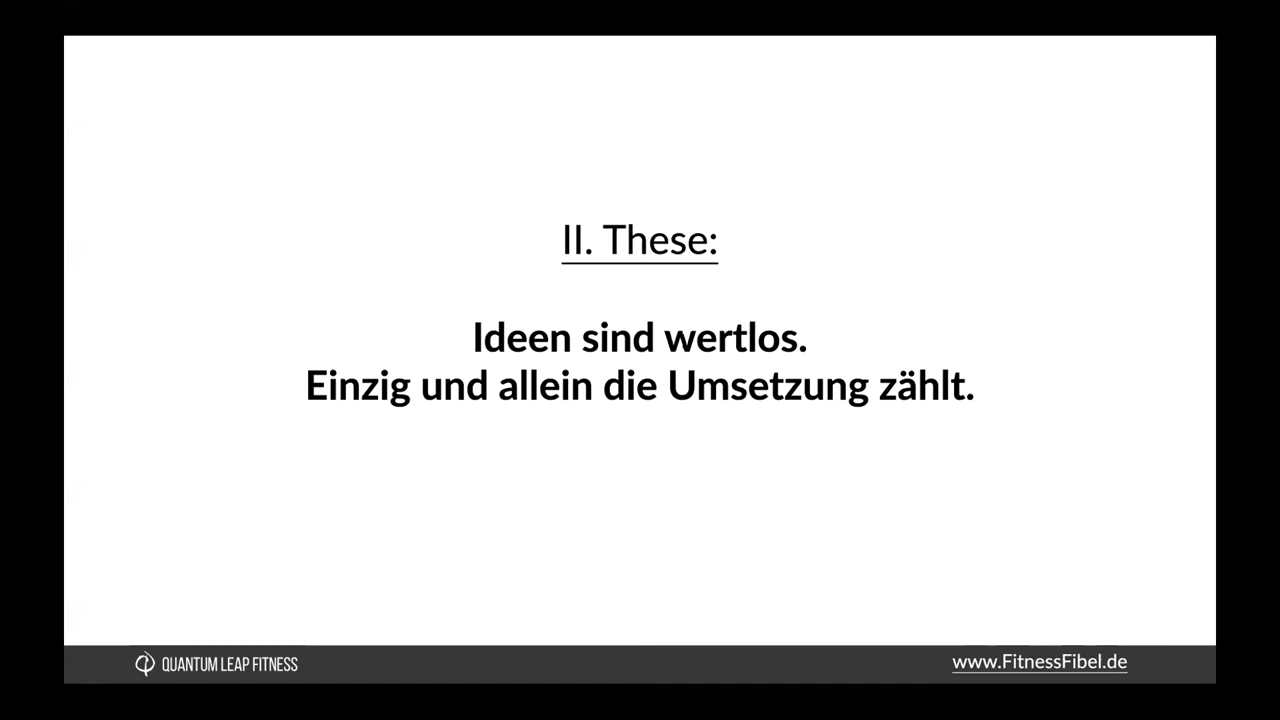 II. These:
Ideen sind wertlos.
Einzig und allein die Umsetzung zählt.
QUANTUM LEAP FITNESS
www.FitnessFibel.de